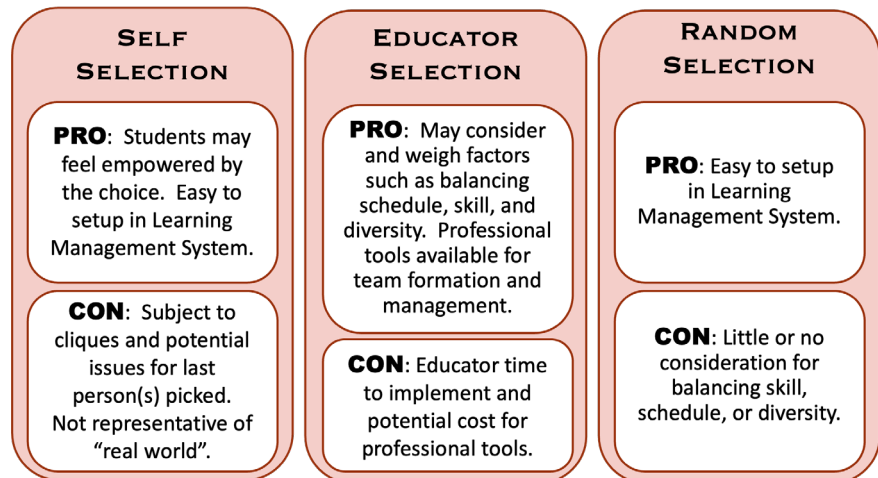 SELF
SELECTION
PRO: Students may
feel empowered by
the choice. Easy to
setup in Learning
Management System.
CON: Subject to
cliques and potential
issues for last
person(s) picked.
Not representative of
“real world”.
EDUCATOR
SELECTION
PRO: May consider
and weigh factors
such as balancing
schedule, skill, and
diversity. Professional
tools available for
team formation and
management.
CON: Educator time
to implement and
potential cost for
professional tools.
RANDOM
SELECTION
PRO: Easy to setup
in Learning
Management System.
CON: Little or no
consideration for
balancing skill,
schedule, or diversity.